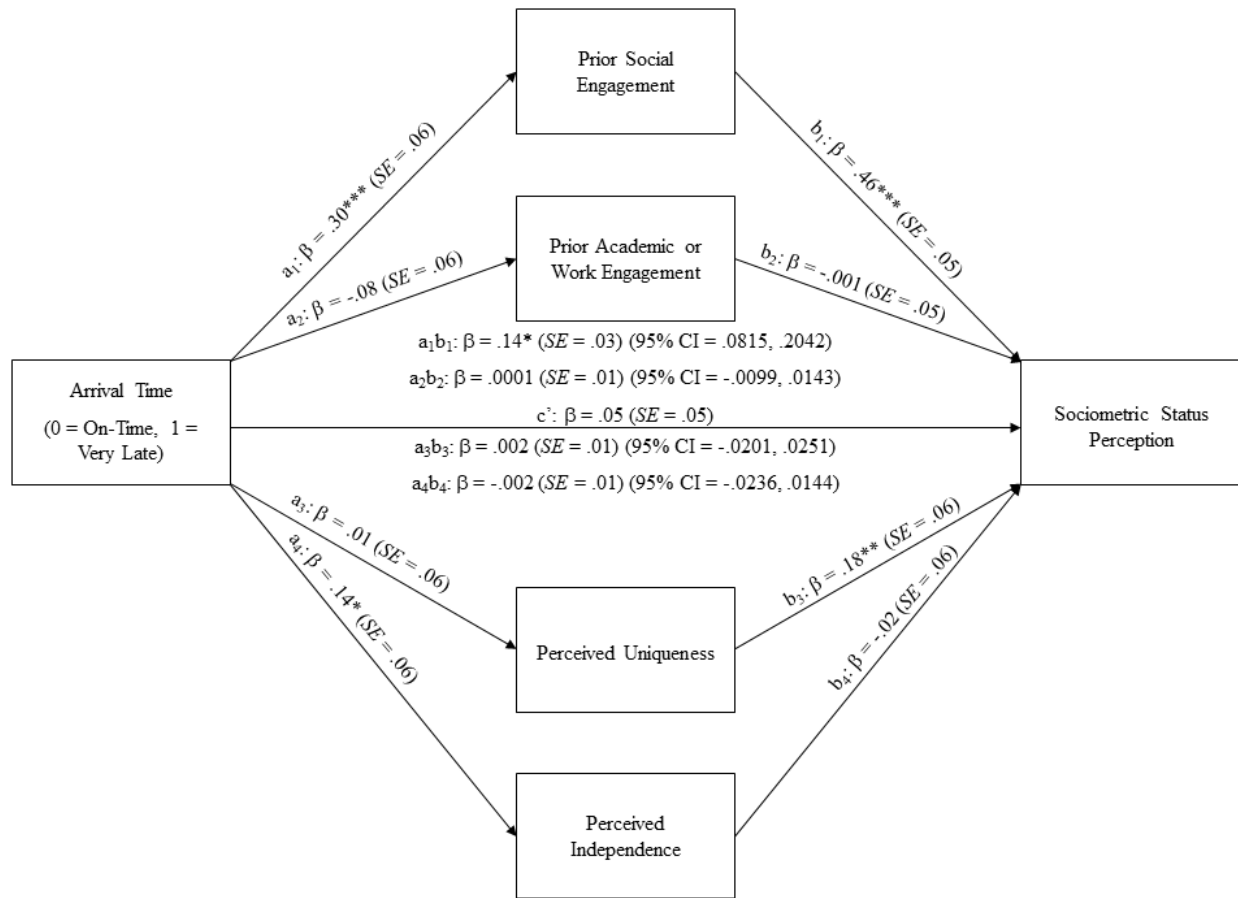 Prior Social
Engagement
a₁: β = .30*** (SE = .06)
b₁: β = .46*** (SE = .05)
Prior Academic or
Work Engagement
a₂: β = -.08 (SE = .06)
b₂: β = -.001 (SE = .05)
a₁b₁: β = .14* (SE = .03) (95% CI = .0815, .2042)
a₂b₂: β = .0001 (SE = .01) (95% CI = -.0099, .0143)
Arrival Time
(0 = On-Time, 1 =
Very Late)
c’: β = .05 (SE = .05)
Sociometric Status
Perception
a₃b₃: β = .002 (SE = .01) (95% CI = -.0201, .0251)
a₄b₄: β = -.002 (SE = .01) (95% CI = -.0236, .0144)
a₃: β = .01 (SE = .06)
b₃: β = .18** (SE = .06)
a₄: β = .14* (SE = .06)
b₄: β = -.02 (SE = .06)
Perceived Uniqueness
Perceived
Independence